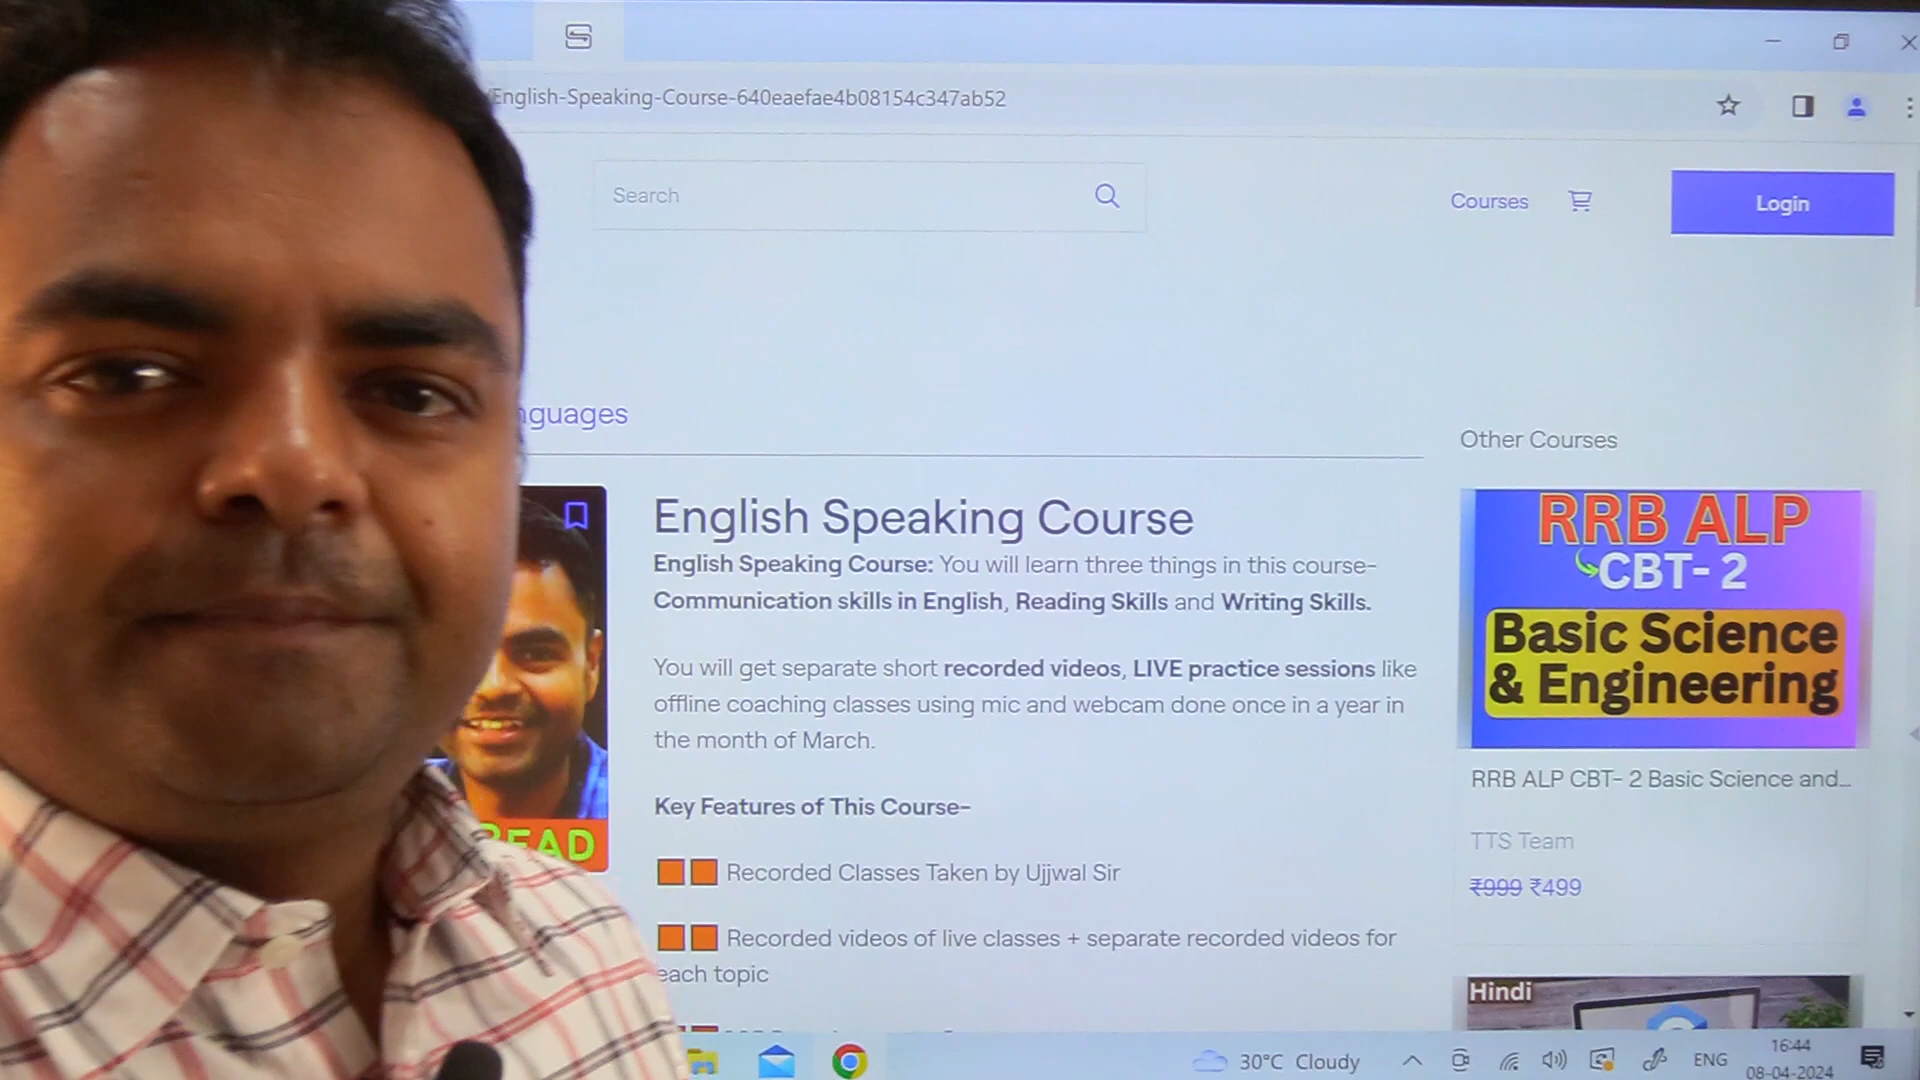 English-Speaking-Course-640eaefae4b08154c347ab52
Search
Courses
Login
nguages
Other Courses
English Speaking Course
English Speaking Course: You will learn three things in this course–
Communication skills in English, Reading Skills and Writing Skills.
You will get separate short recorded videos, LIVE practice sessions like
offline coaching classes using mic and webcam done once in a year in
the month of March.
Key Features of This Course–
Recorded Classes Taken by Ujjwal Sir
Recorded videos of live classes + separate recorded videos for
each topic
READ
RRB ALP
CBT- 2
Basic Science
& Engineering
RRB ALP CBT– 2 Basic Science and...
TTS Team
₹999 ₹499
Hindi
30°C Cloudy
ENG
16:44
08-04-2024